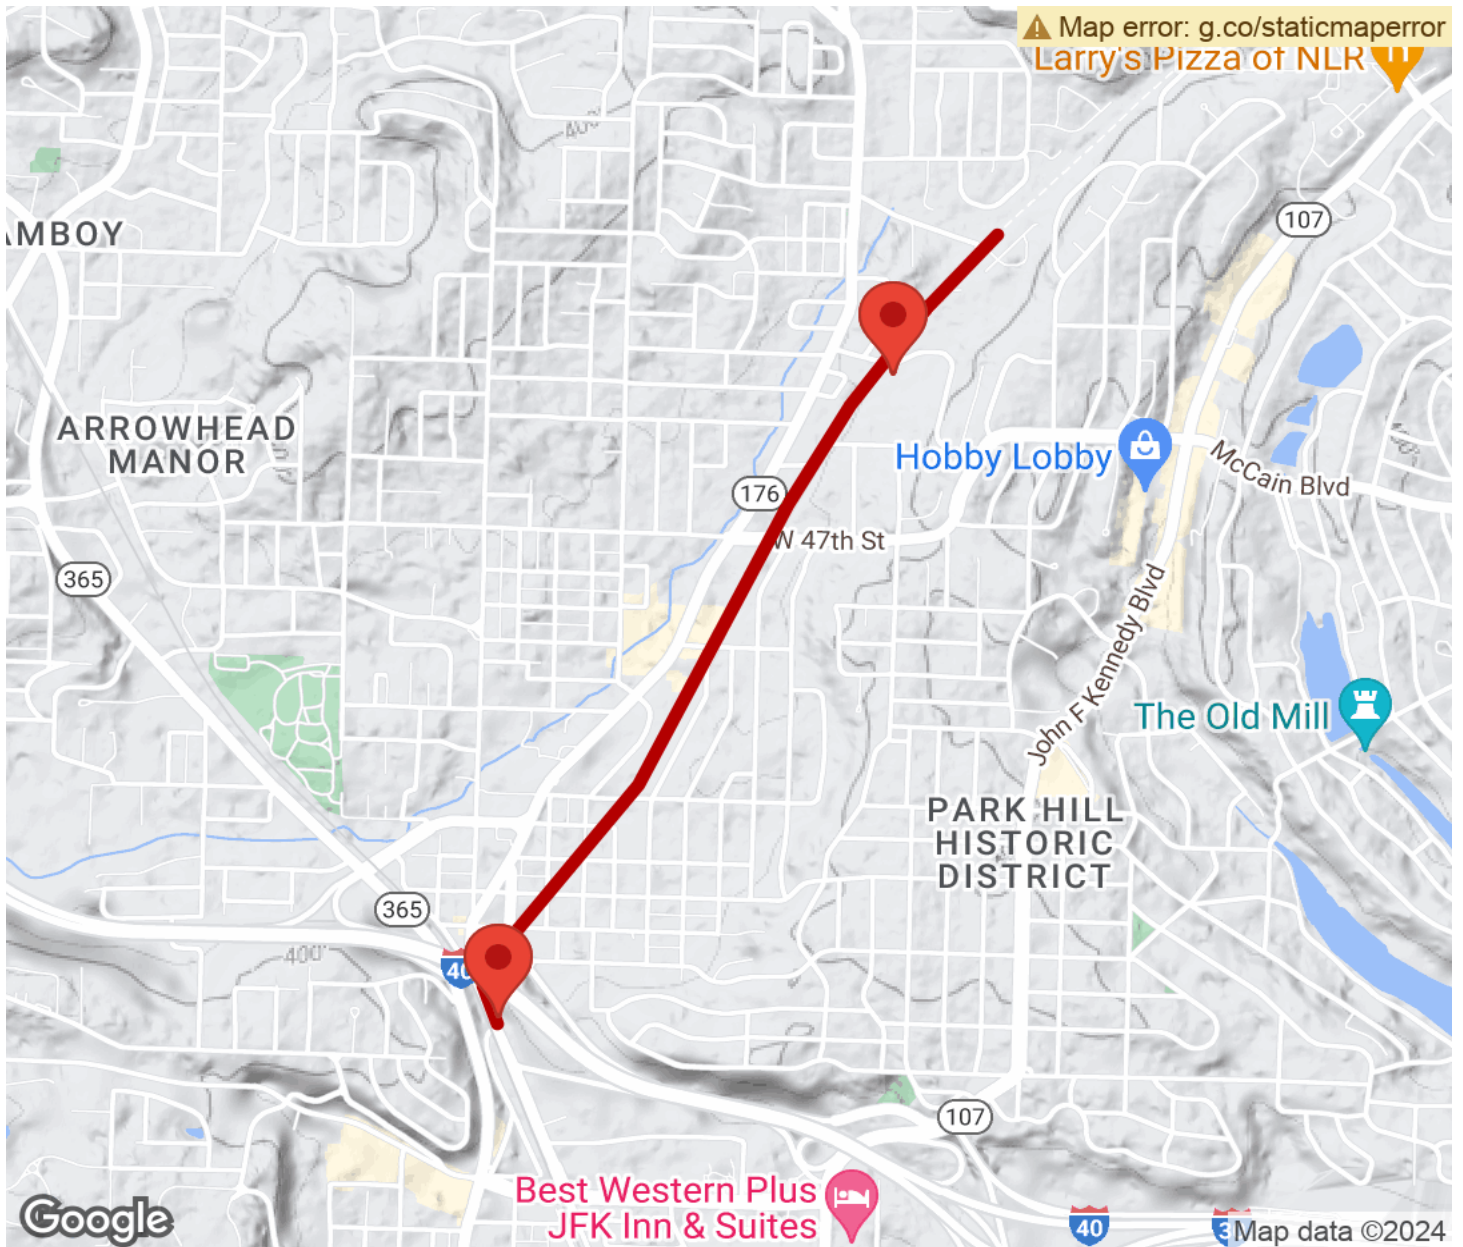 Map error: g.co/staticmaperror
Larry's Pizza of NLR
400'
107
AMBOY
ARROWHEAD
MANOR
Hobby Lobby
McCain Blvd
176
W 47th St
365
John F Kennedy Blvd
The Old Mill
PARK HILL
HISTORIC
DISTRICT
365
400'
40
107
Best Western Plus
JFK Inn & Suites
40
Google
Map data ©2024